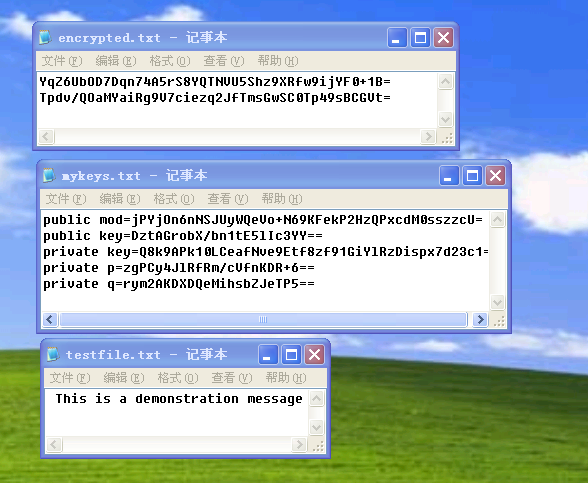 encrypted.txt - 记事本
文件(F) 编辑(E) 格式(O) 查看(V) 帮助(H)
YqZ6UbOD7Dqn74A5rS8YQTNVU5Shz9XRfw9ijYF0+1B=
Tpdv/QOaMYaiRg9V7ciezq2JfTmsGwSC0Tp49sBCGVt=
mykeys.txt - 记事本
文件(F) 编辑(E) 格式(O) 查看(V) 帮助(H)
public mod=jPYjOn6nNSJUyWQeVo+N69KFekP2HzQPxcdM0sszzcU=
public key=DztAGrobX/bn1tE5lIc3YY==
private key=Q8k9APk10LCeafNve9Etf8zf91GiYlRzDispx7d23c1=
private p=zgPCy4JlRfRm/cVfnKDR+6==
private q=rym2AKDXDQeMihsbZJeTP5==
testfile.txt - 记事本
文件(F) 编辑(E) 格式(O) 查看(V) 帮助(H)
This is a demonstration message